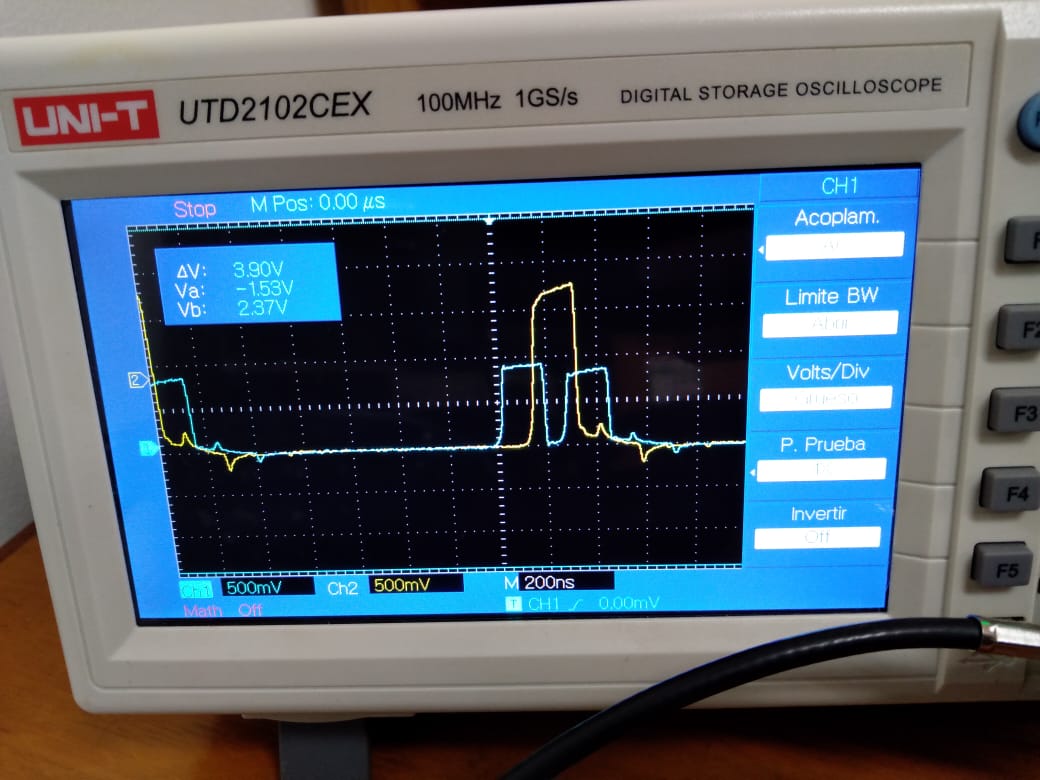 UNI-T UTD2102CEX 100MHz 1GS/s DIGITAL STORAGE OSCILLOSCOPE
Stop M Pos: 0.00 µs CH1
ΔV: 3.90V
Va: -1.53V
Vb: 2.37V
Acoplam.
Limite BW
Volts/Div
P. Prueba
Invertir
Off
2
1
Ch1 500mV Ch2 500mV M 200ns
T CH1 0.00mV
Math Off
F2
F3
F4
F5